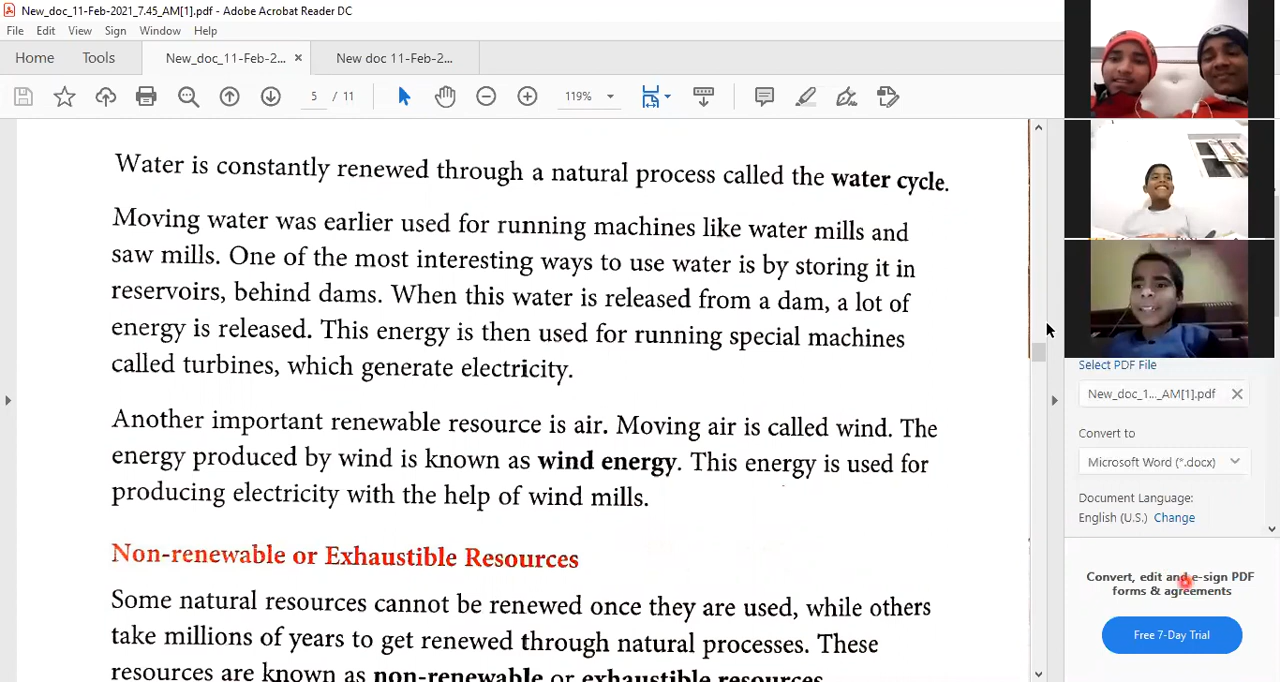 New_doc_11-Feb-2021_7.45_AM[1].pdf - Adobe Acrobat Reader DC
File Edit View Sign Window Help
Home Tools New_doc_11-Feb-2... × New doc 11-Feb-2...
5 / 11 119%
Water is constantly renewed through a natural process called the water cycle.
Moving water was earlier used for running machines like water mills and
saw mills. One of the most interesting ways to use water is by storing it in
reservoirs, behind dams. When this water is released from a dam, a lot of
energy is released. This energy is then used for running special machines
called turbines, which generate electricity.
Another important renewable resource is air. Moving air is called wind. The
energy produced by wind is known as wind energy. This energy is used for
producing electricity with the help of wind mills.
Non-renewable or Exhaustible Resources
Some natural resources cannot be renewed once they are used, while others
take millions of years to get renewed through natural processes. These
resources are known as non-renewable or exhaustible resources.
Select PDF File
New_doc_1..._AM[1].pdf
Convert to
Microsoft Word (*.docx)
Document Language:
English (U.S.) Change
Convert, edit and e-sign PDF
forms & agreements
Free 7-Day Trial